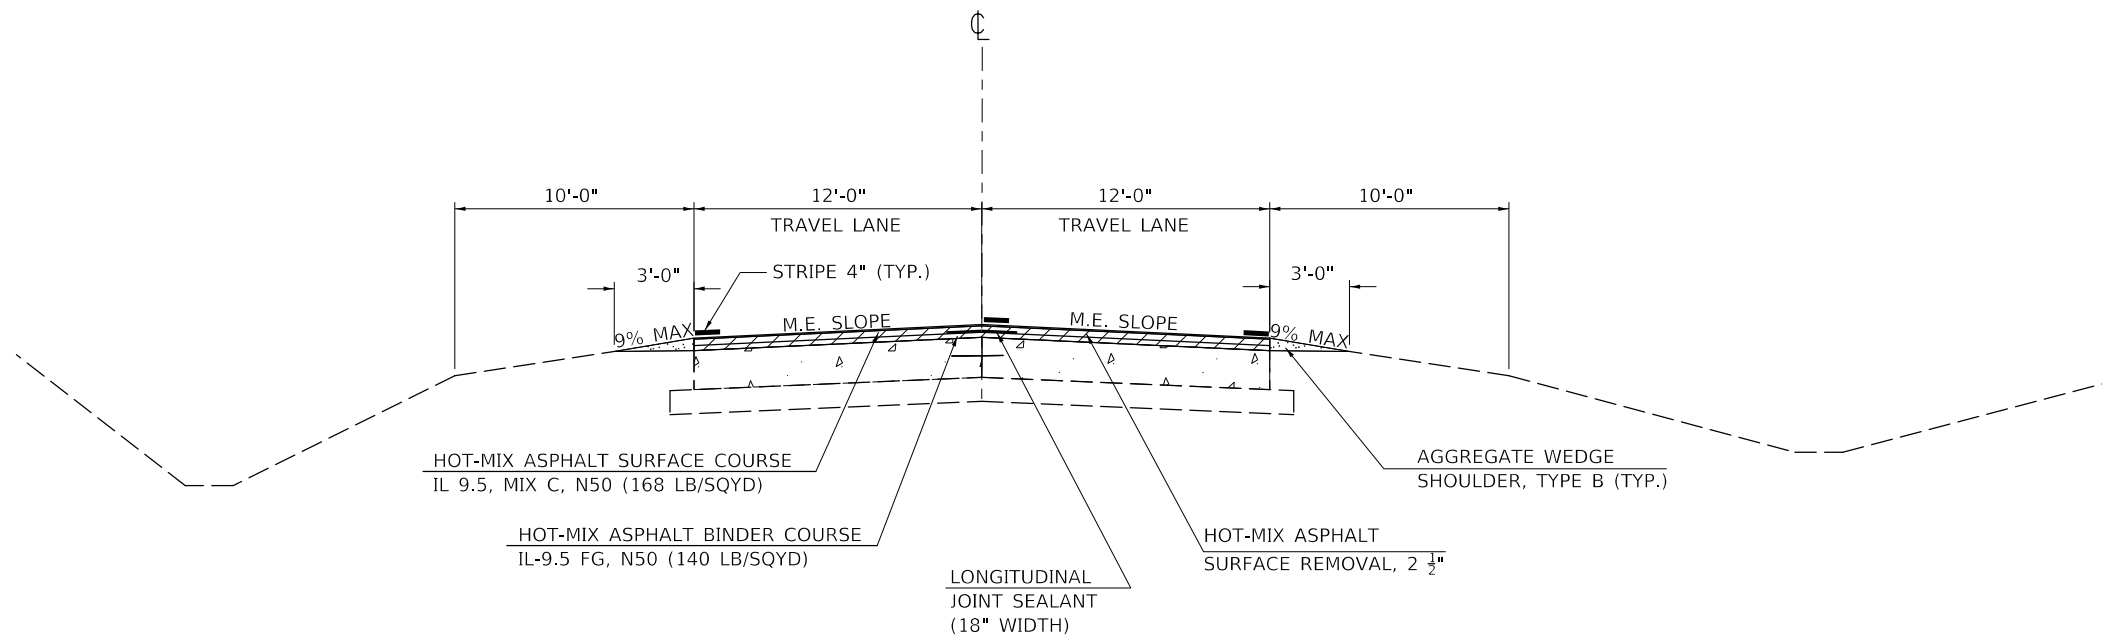 ℄
10'-0" 12'-0" 12'-0" 10'-0"
TRAVEL LANE TRAVEL LANE
3'-0" STRIPE 4" (TYP.) 3'-0"
9% MAX M.E. SLOPE M.E. SLOPE 9% MAX
HOT-MIX ASPHALT SURFACE COURSE
IL 9.5, MIX C, N50 (168 LB/SQYD)
AGGREGATE WEDGE
SHOULDER, TYPE B (TYP.)
HOT-MIX ASPHALT BINDER COURSE
IL-9.5 FG, N50 (140 LB/SQYD)
HOT-MIX ASPHALT
SURFACE REMOVAL, 2 ½"
LONGITUDINAL
JOINT SEALANT
(18" WIDTH)